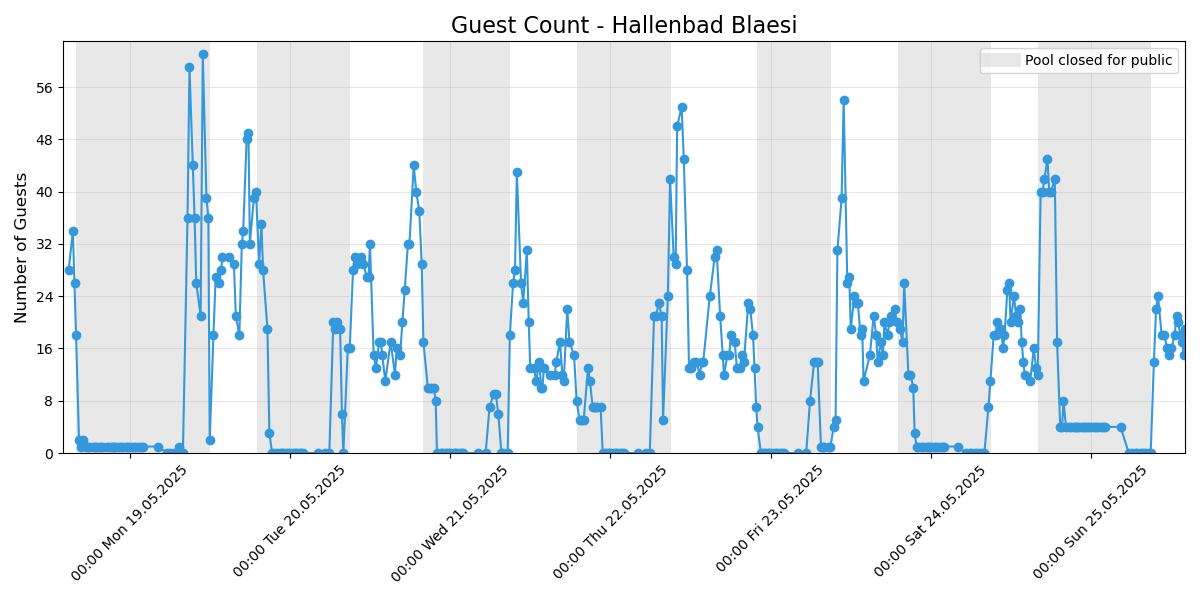 Guest Count - Hallenbad Blaesi
Pool closed for public
Number of Guests
56
48
40
32
24
16
8
0
00:00 Mon 19.05.2025
00:00 Tue 20.05.2025
00:00 Wed 21.05.2025
00:00 Thu 22.05.2025
00:00 Fri 23.05.2025
00:00 Sat 24.05.2025
00:00 Sun 25.05.2025